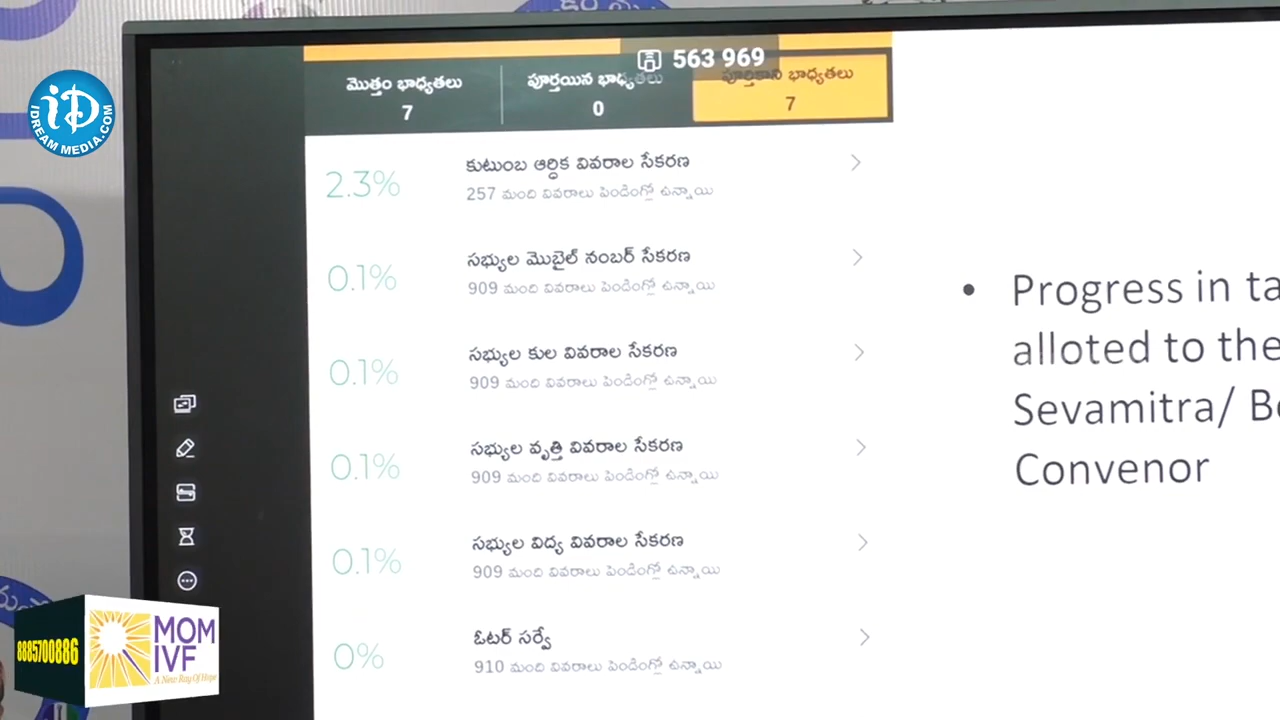 563 969
మొత్తం భాధ్యతలు
7
పూర్తయిన భాధ్యతలు
0
పూర్తికాని భాధ్యతలు
7
2.3%
కుటుంబ ఆర్థిక వివరాల సేకరణ
257 మంది వివరాలు పెండింగ్లో ఉన్నాయి
0.1%
సభ్యుల మొబైల్ నంబర్ సేకరణ
909 మంది వివరాలు పెండింగ్లో ఉన్నాయి
0.1%
సభ్యుల కుల వివరాల సేకరణ
909 మంది వివరాలు పెండింగ్లో ఉన్నాయి
0.1%
సభ్యుల వృత్తి వివరాల సేకరణ
909 మంది వివరాలు పెండింగ్లో ఉన్నాయి
0.1%
సభ్యుల విద్య వివరాల సేకరణ
909 మంది వివరాలు పెండింగ్లో ఉన్నాయి
0%
ఓటర్ సర్వే
910 మంది వివరాలు పెండింగ్లో ఉన్నాయి
Progress in ta
alloted to the
Sevamitra/
Convenor
iD
IDREAM MEDIA.COM
8885700886
MOM
IVF
A New Ray Of Hope